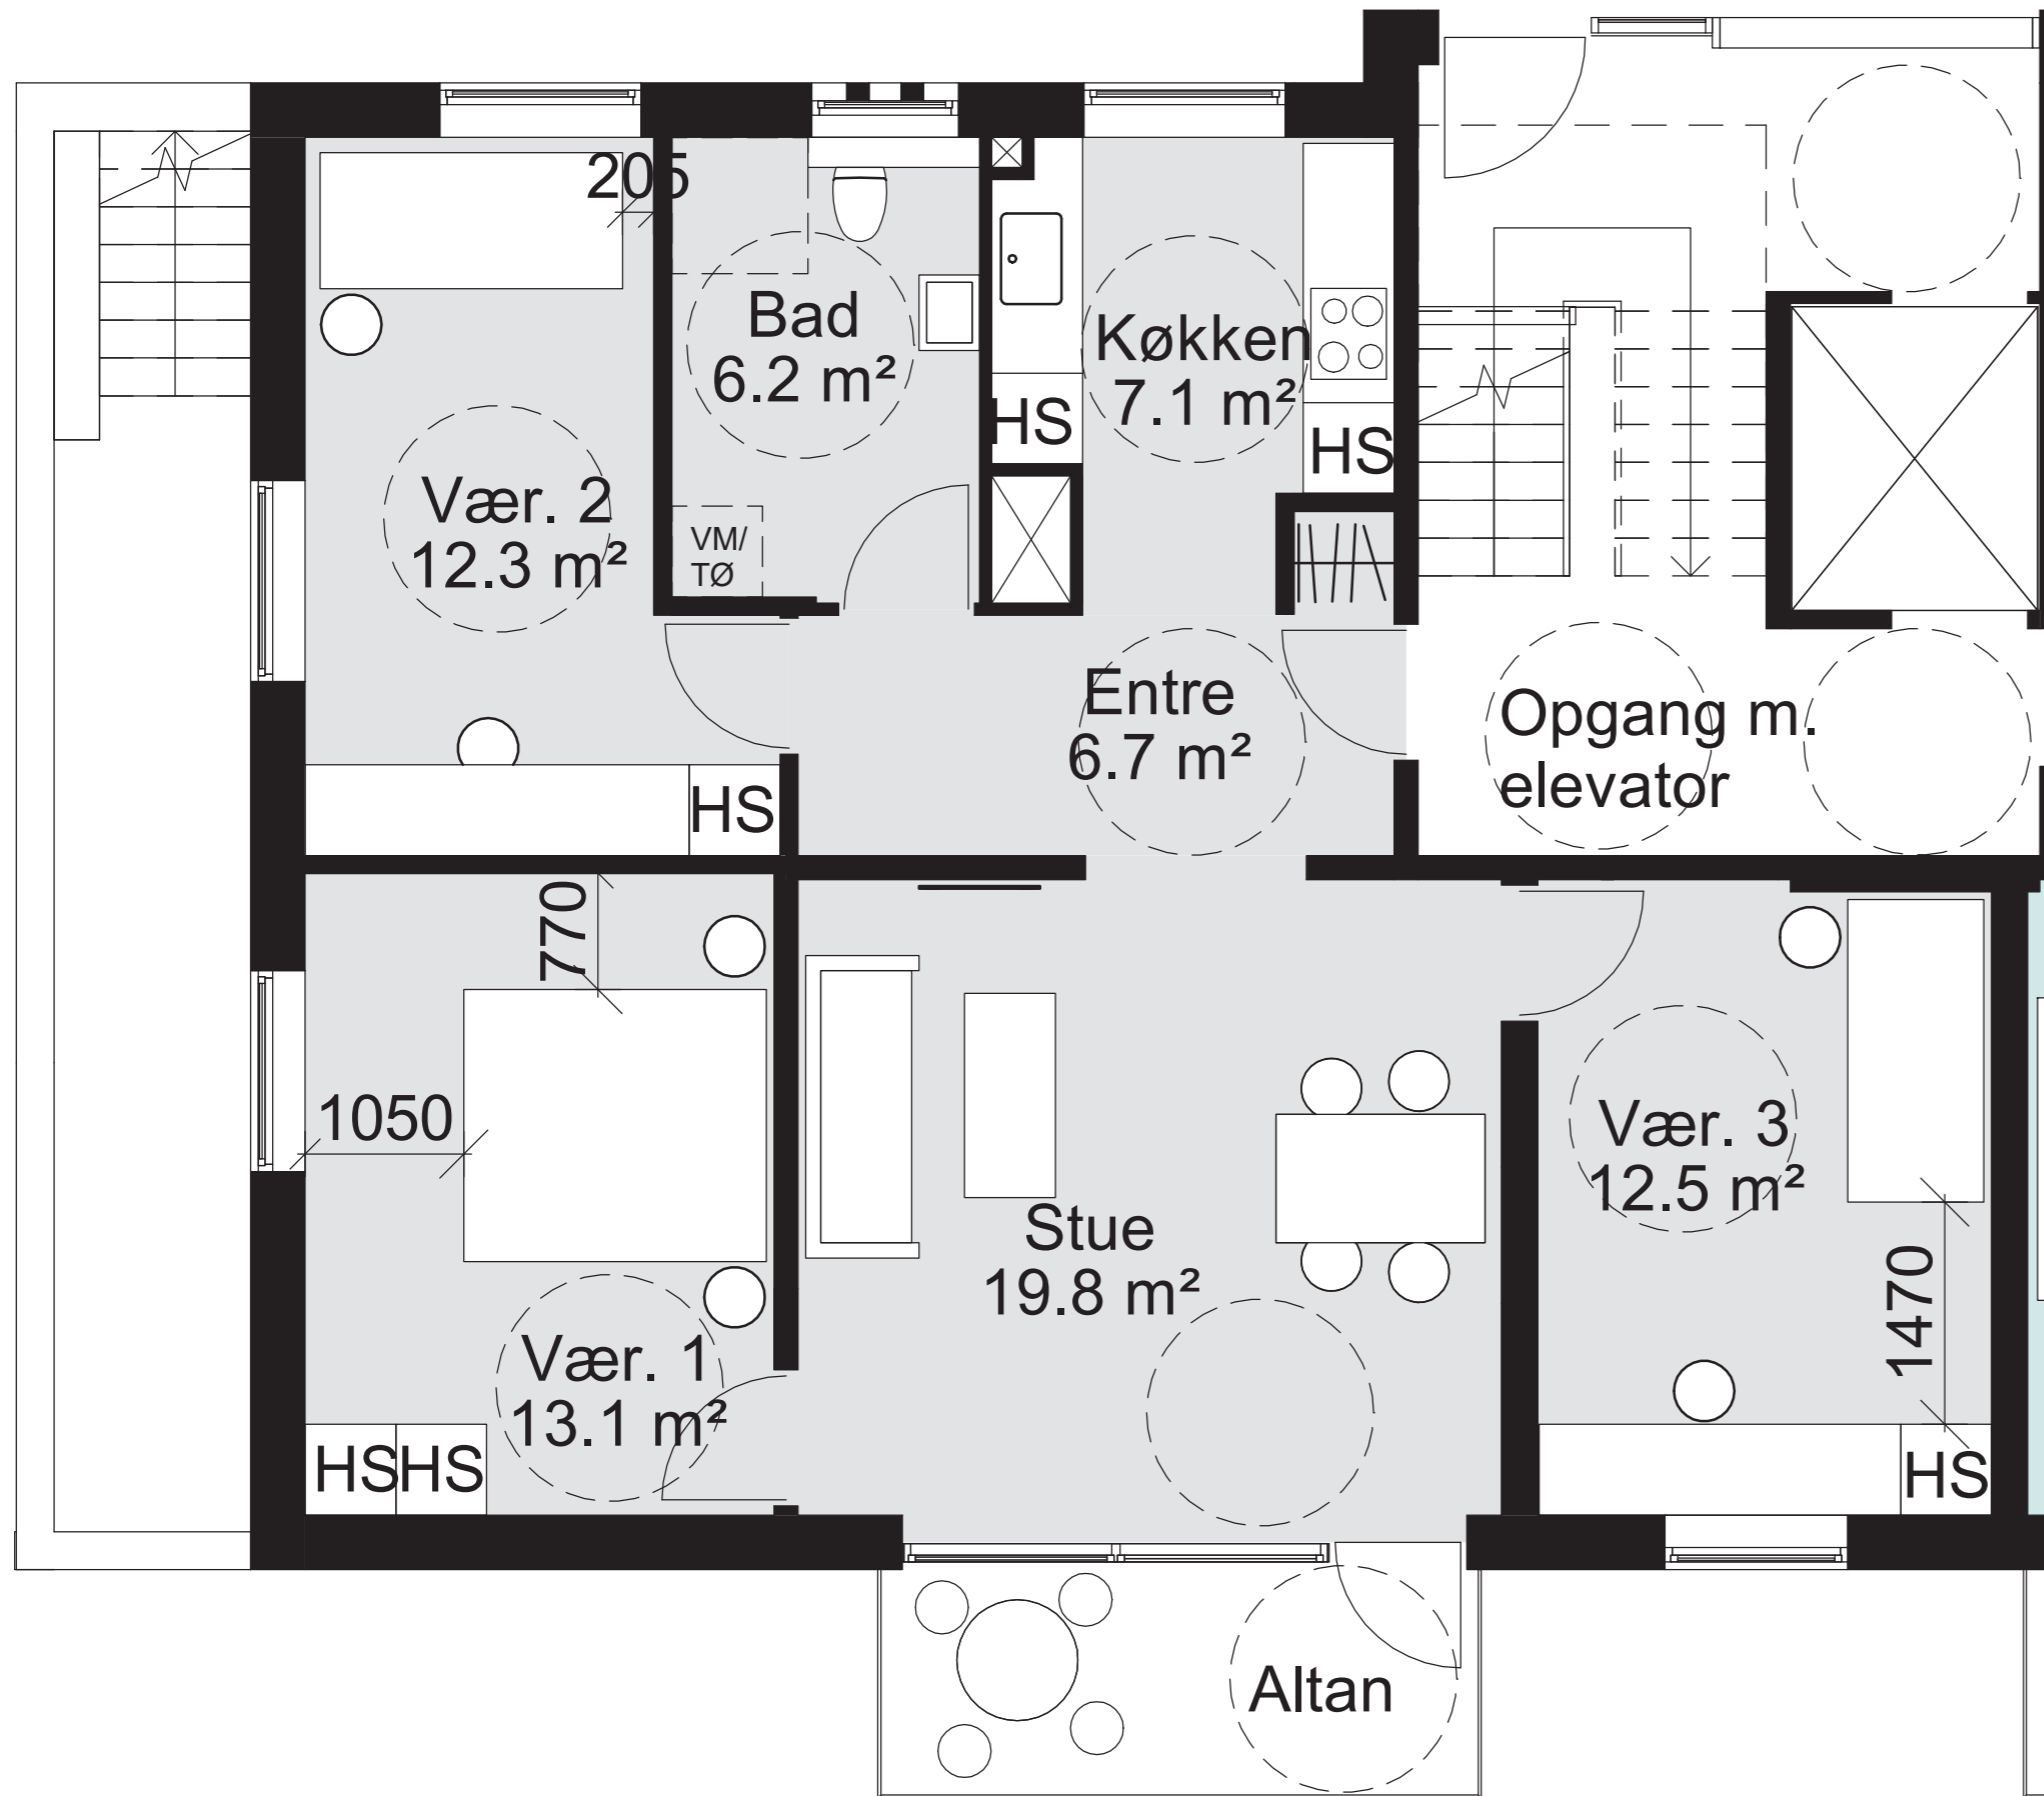 205
Bad
6.2 m²
Køkken
7.1 m²
HS
HS
Vær. 2
12.3 m²
VM/
TØ
Entre
6.7 m²
Opgang m.
elevator
HS
770
1050
Vær. 3
12.5 m²
Stue
19.8 m²
1470
Vær. 1
13.1 m²
HS HS
HS
Altan